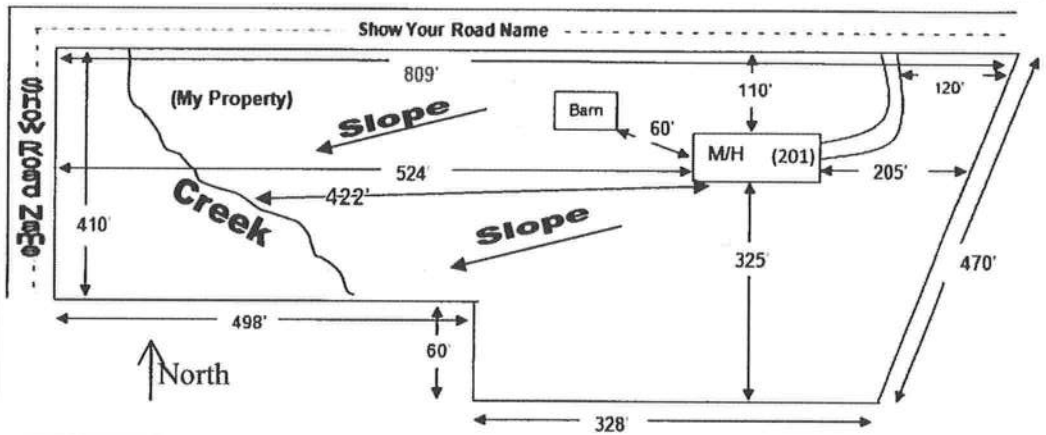 Show Your Road Name
Show Road Name
809'
(My Property)
Slope
110'
120'
Barn
60'
M/H (201)
524'
205'
422'
Creek
410'
Slope
325'
470'
498'
60'
North
328'